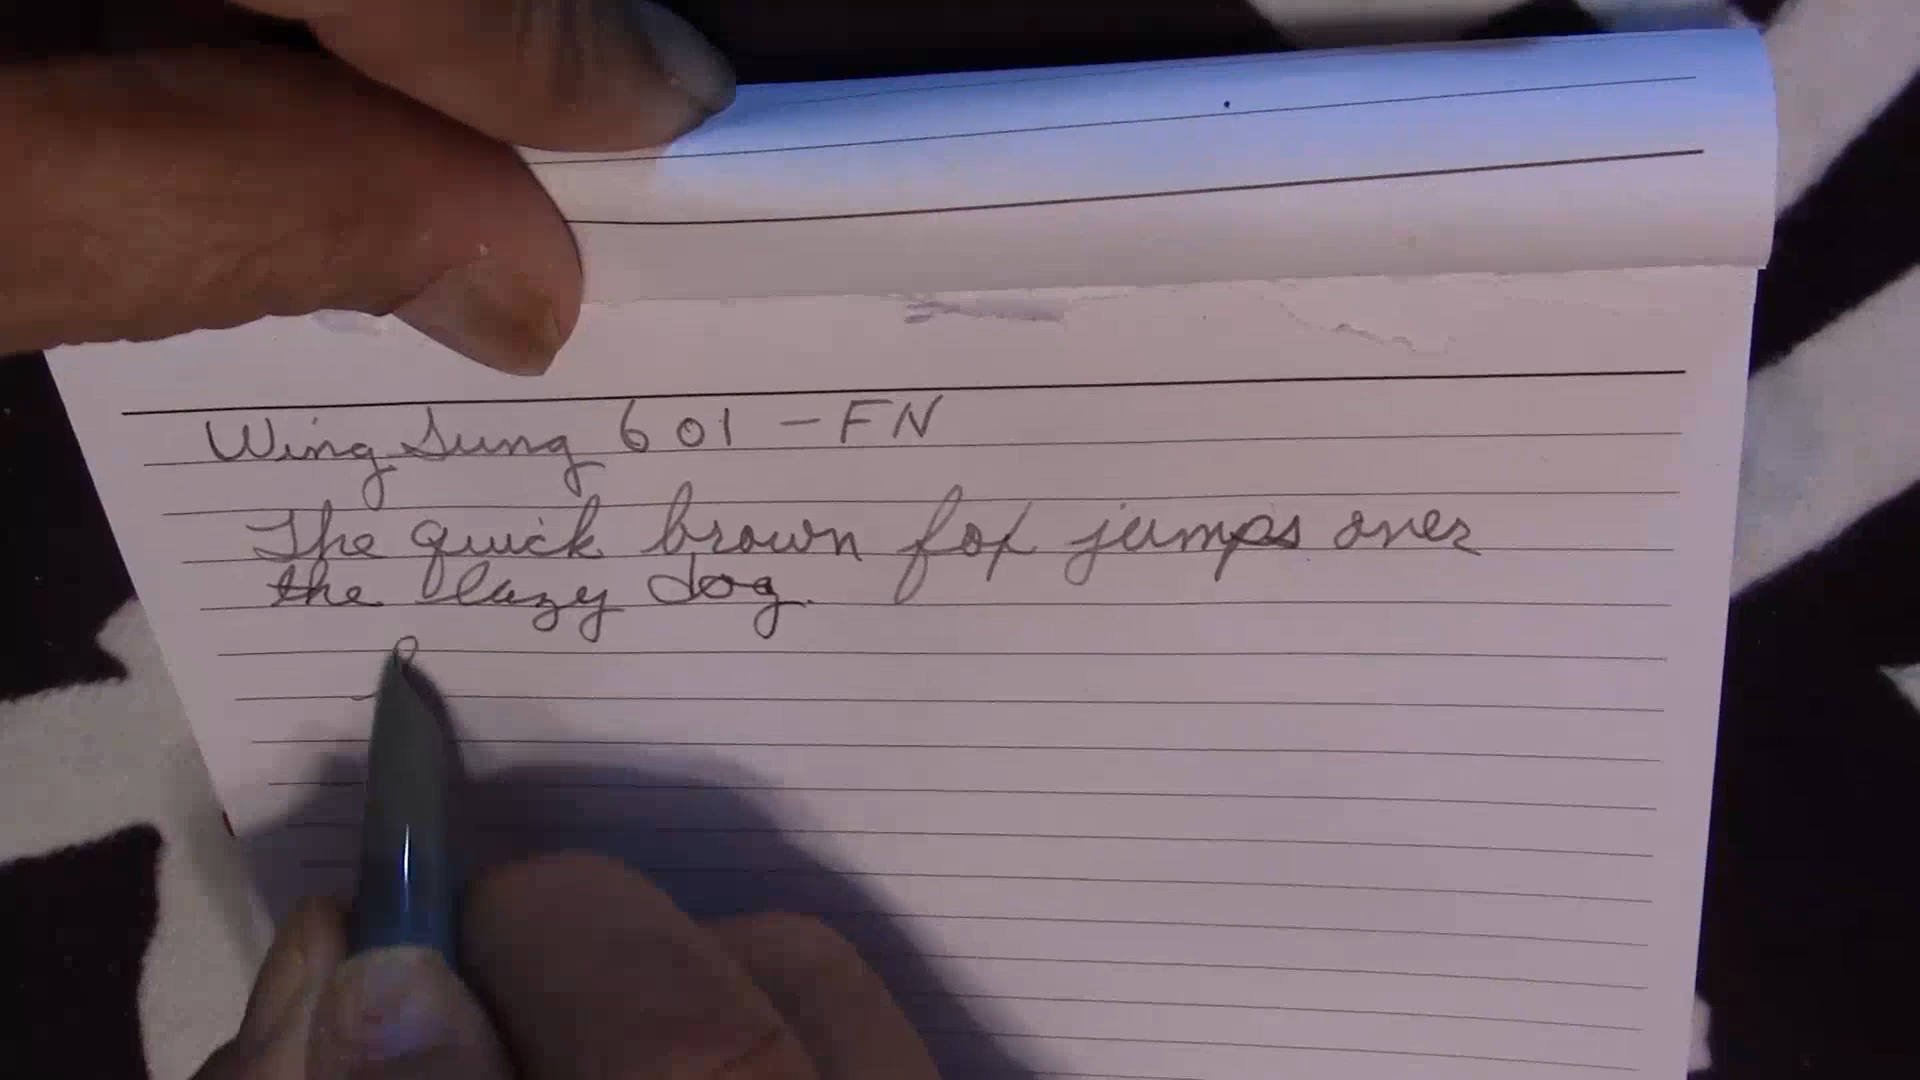 Wing Sung 601 - FN
The quick brown fox jumps over
the lazy dog.